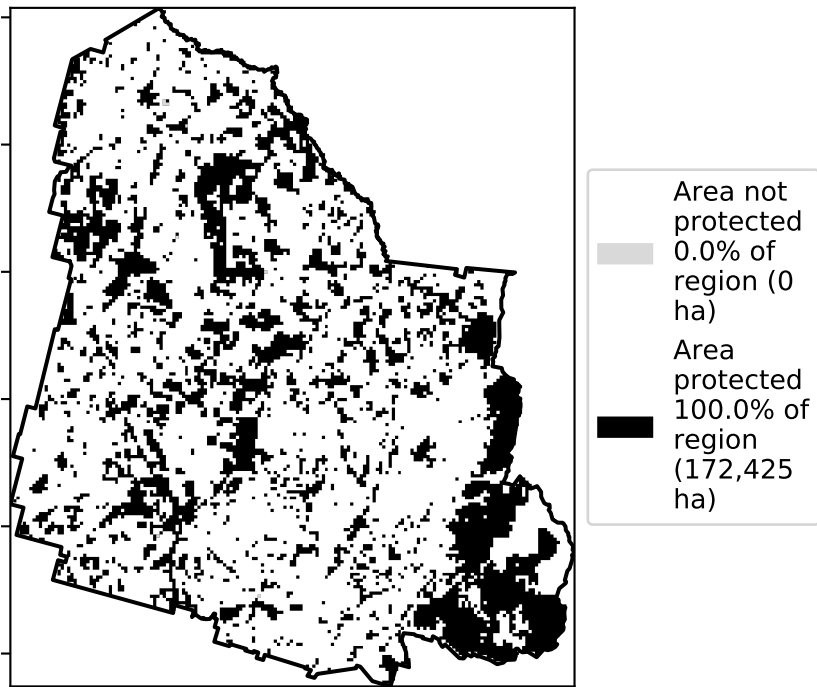 Area not
protected
0.0% of
region (0
ha)
Area
protected
100.0% of
region
(172,425
ha)